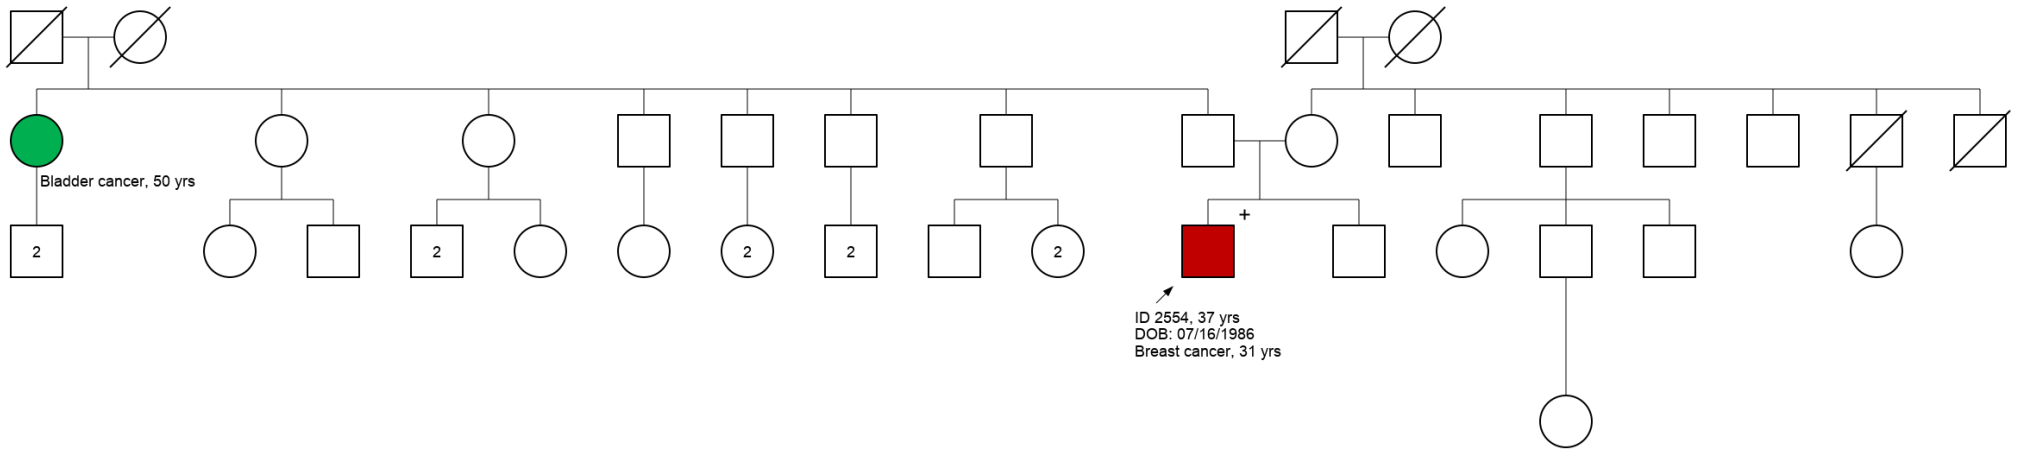 Bladder cancer, 50 yrs
+
2
2
2
2
2
ID 2554, 37 yrs
DOB: 07/16/1986
Breast cancer, 31 yrs